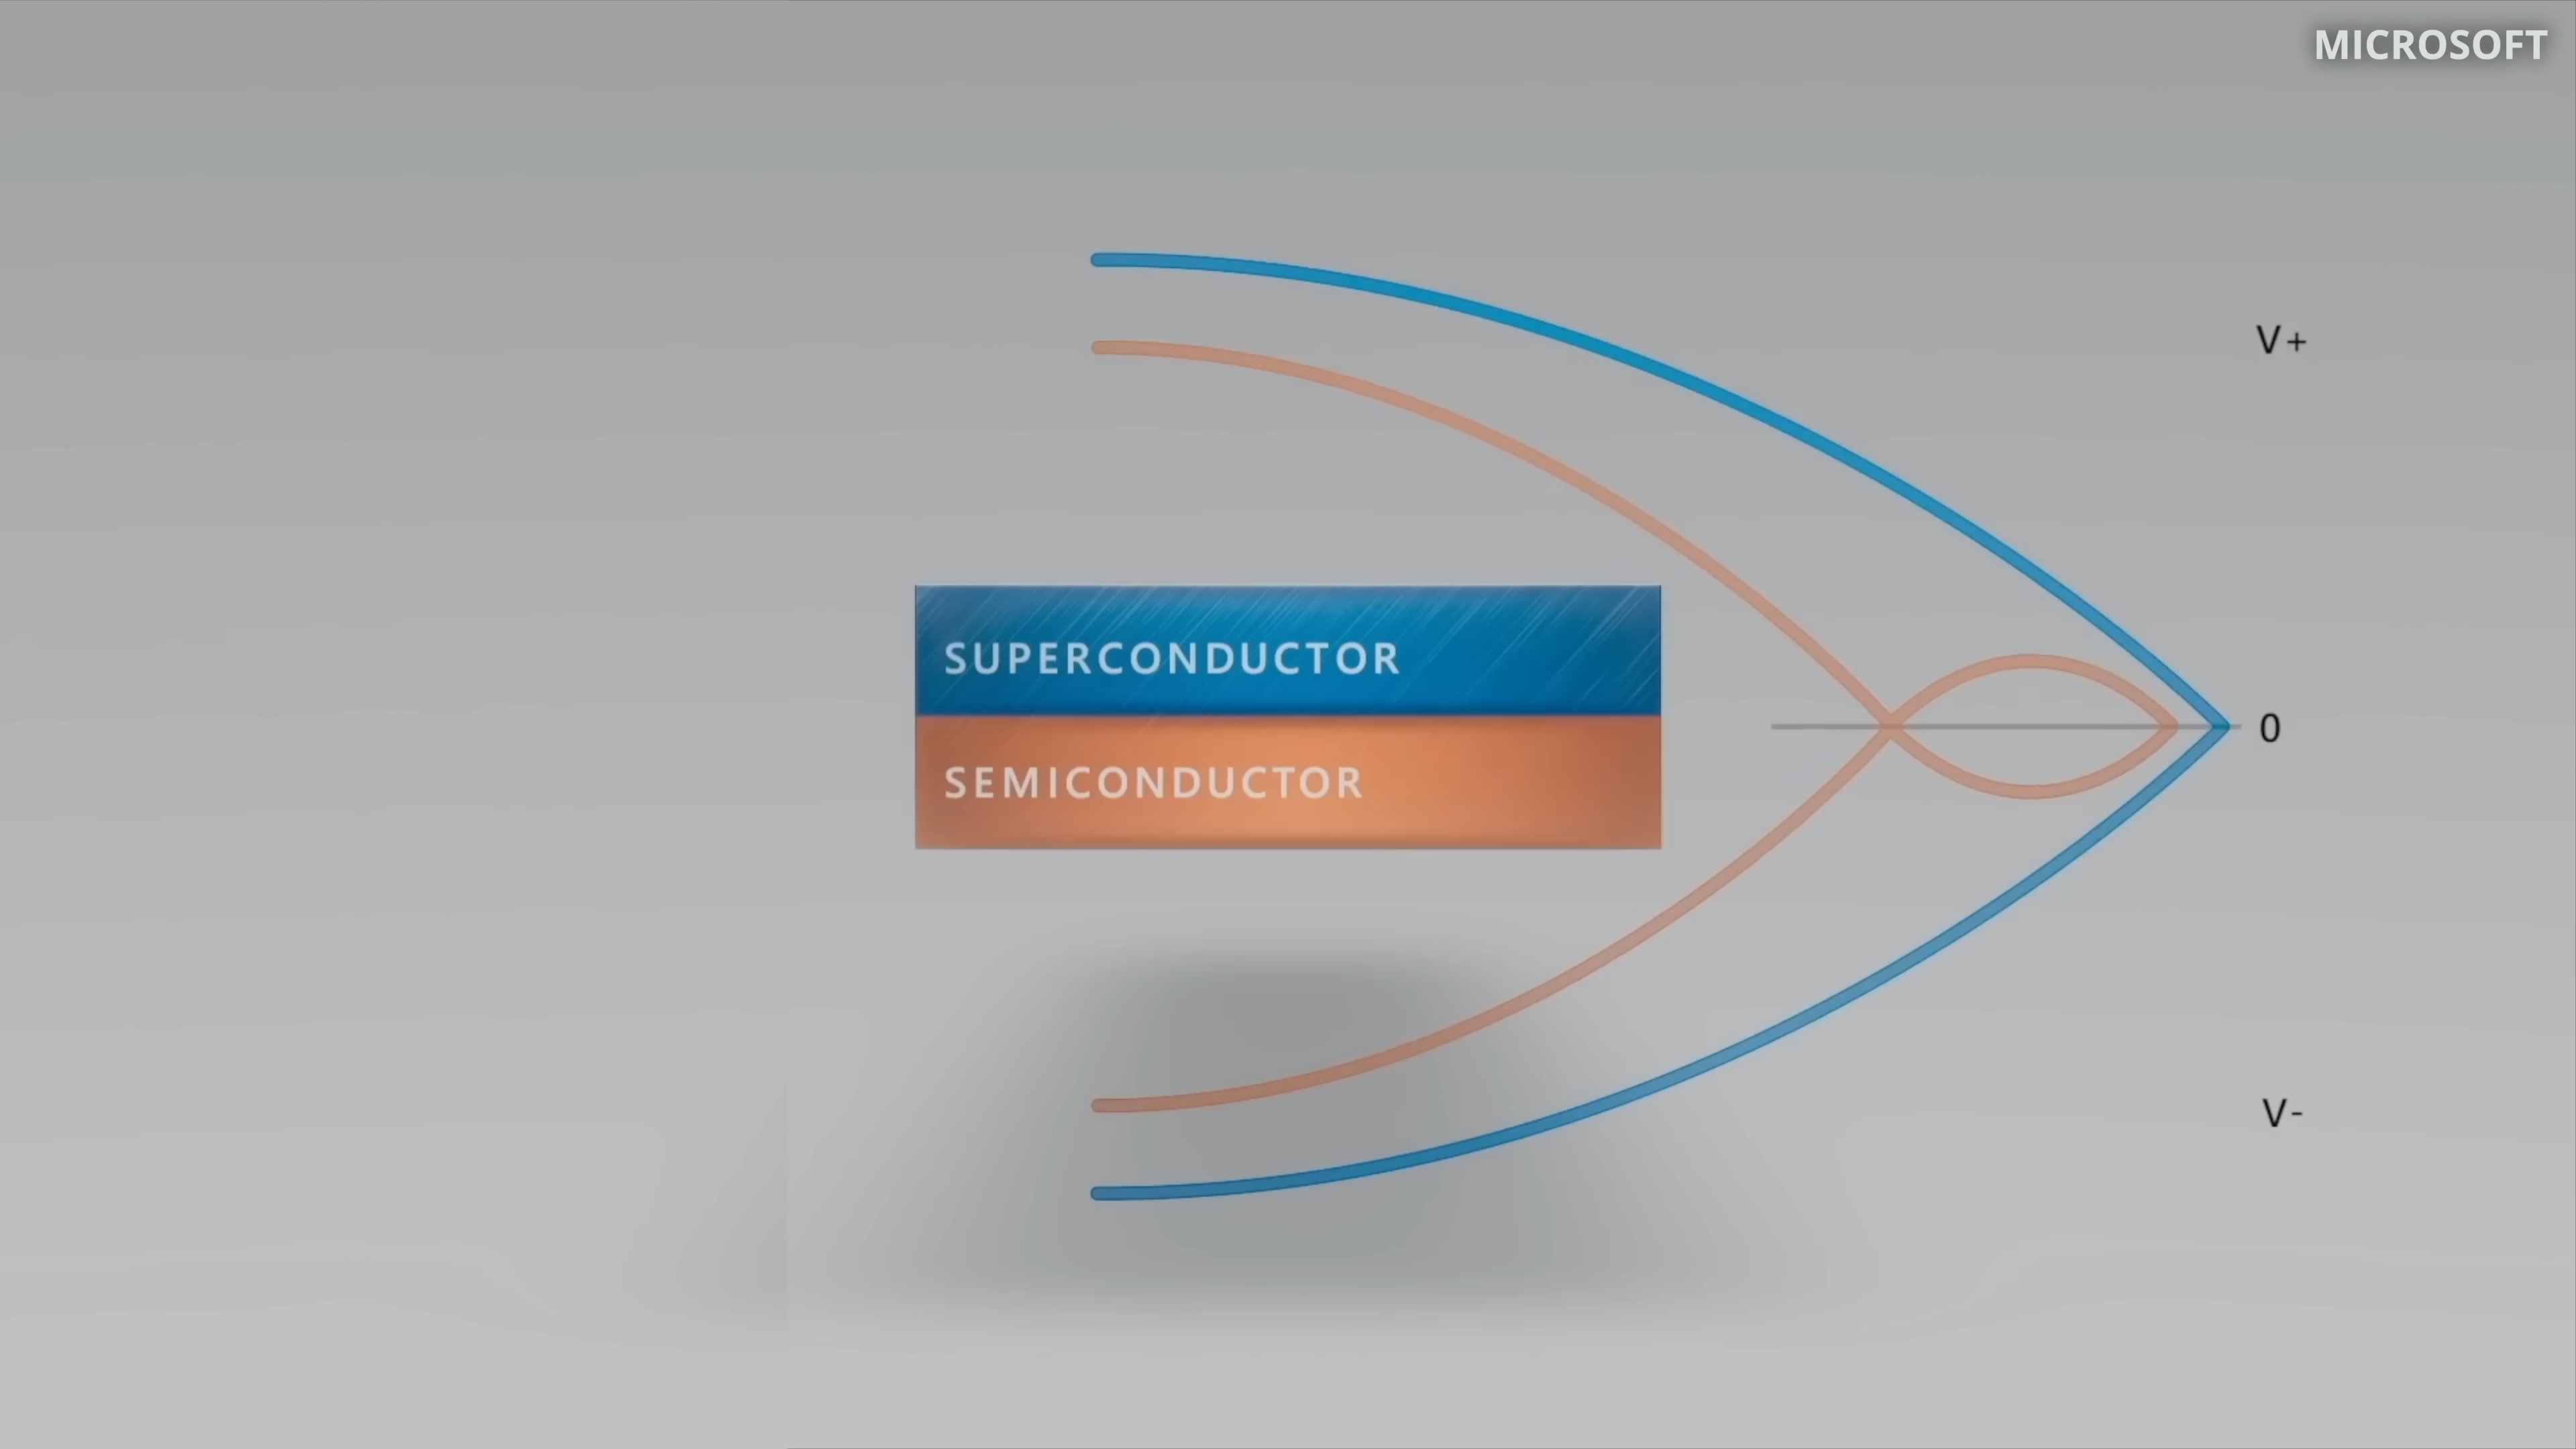 MICROSOFT
V+
SUPERCONDUCTOR
0
SEMICONDUCTOR
V-